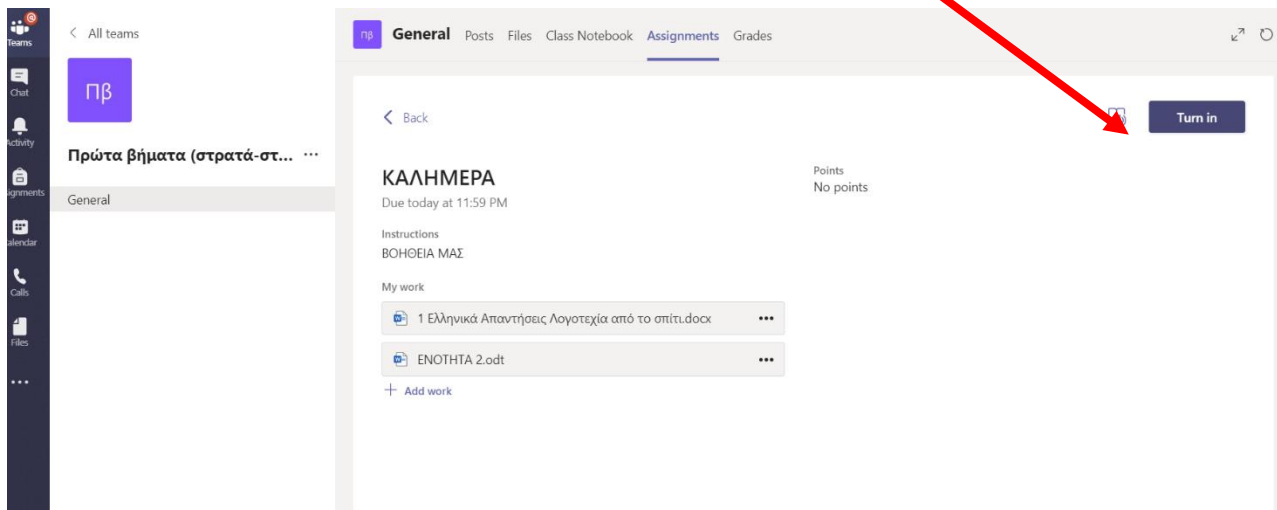 Teams
Chat
Activity
ignments
alendar
Calls
Files
All teams
Πβ
Πρώτα βήματα (στρατά-στ... ···
General
Πβ General Posts Files Class Notebook Assignments Grades
Back
Turn in
ΚΑΛΗΜΕΡΑ
Due today at 11:59 PM
Instructions
ΒΟΗΘΕΙΑ ΜΑΣ
Points
No points
My work
1 Ελληνικά Απαντήσεις Λογοτεχία από το σπίτι.docx
ΕΝΟΤΗΤΑ 2.odt
+ Add work